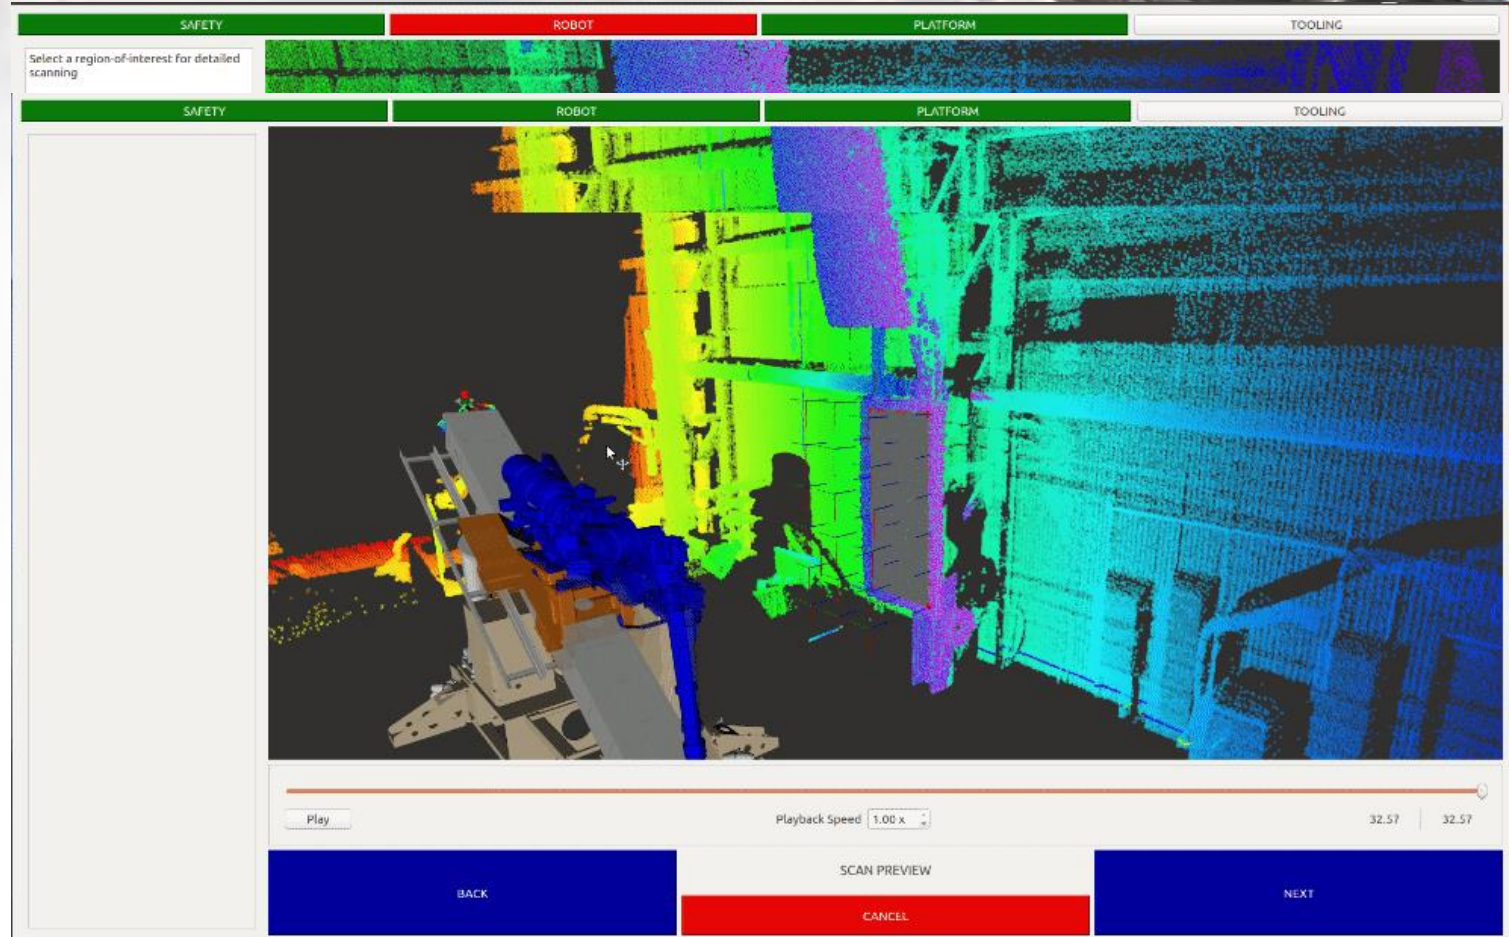 SAFETY ROBOT PLATFORM TOOLING
Select a region-of-interest for detailed
scanning
SAFETY ROBOT PLATFORM TOOLING
Play Playback Speed 1.00 x 32.57 32.57
SCAN PREVIEW
BACK CANCEL NEXT